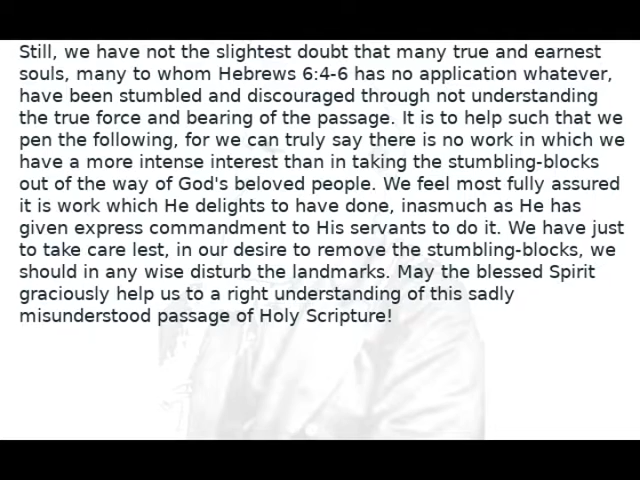 Still, we have not the slightest doubt that many true and earnest
souls, many to whom Hebrews 6:4-6 has no application whatever,
have been stumbled and discouraged through not understanding
the true force and bearing of the passage. It is to help such that we
pen the following, for we can truly say there is no work in which we
have a more intense interest than in taking the stumbling-blocks
out of the way of God's beloved people. We feel most fully assured
it is work which He delights to have done, inasmuch as He has
given express commandment to His servants to do it. We have just
to take care lest, in our desire to remove the stumbling-blocks, we
should in any wise disturb the landmarks. May the blessed Spirit
graciously help us to a right understanding of this sadly
misunderstood passage of Holy Scripture!